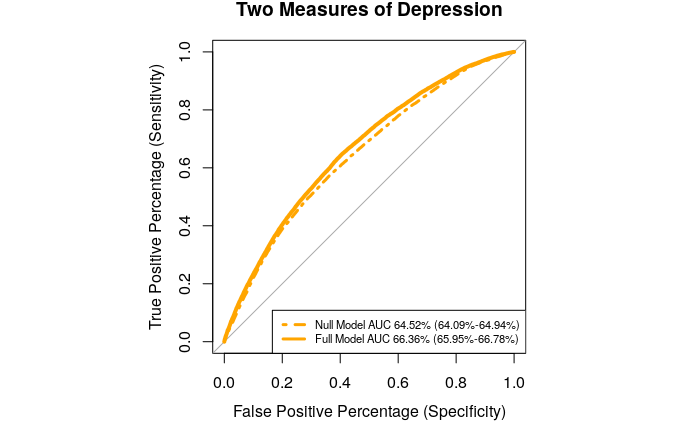 Two Measures of Depression
True Positive Percentage (Sensitivity)
1.0
0.8
0.6
0.4
0.2
0.0
Null Model AUC 64.52% (64.09%-64.94%)
Full Model AUC 66.36% (65.95%-66.78%)
0.0 0.2 0.4 0.6 0.8 1.0
False Positive Percentage (Specificity)